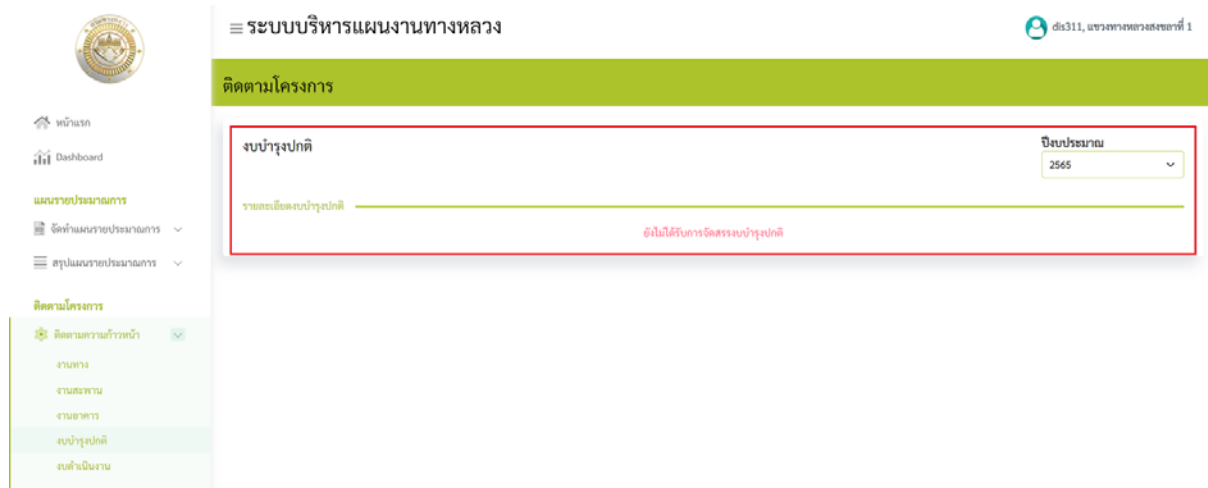 ระบบบริหารแผนงานทางหลวง
dis311, แขวงทางหลวงสงขลาที่ 1
ติดตามโครงการ
หน้าแรก
Dashboard
แผนรายประมาณการ
จัดทำแผนรายประมาณการ
สรุปแผนรายประมาณการ
ติดตามโครงการ
ติดตามความก้าวหน้า
งานทาง
งานสะพาน
งานอาคาร
งบบำรุงปกติ
งบดำเนินงาน
งบบำรุงปกติ
ปีงบประมาณ
2565
รายละเอียดงบบำรุงปกติ
ยังไม่ได้รับการจัดสรรงบบำรุงปกติ